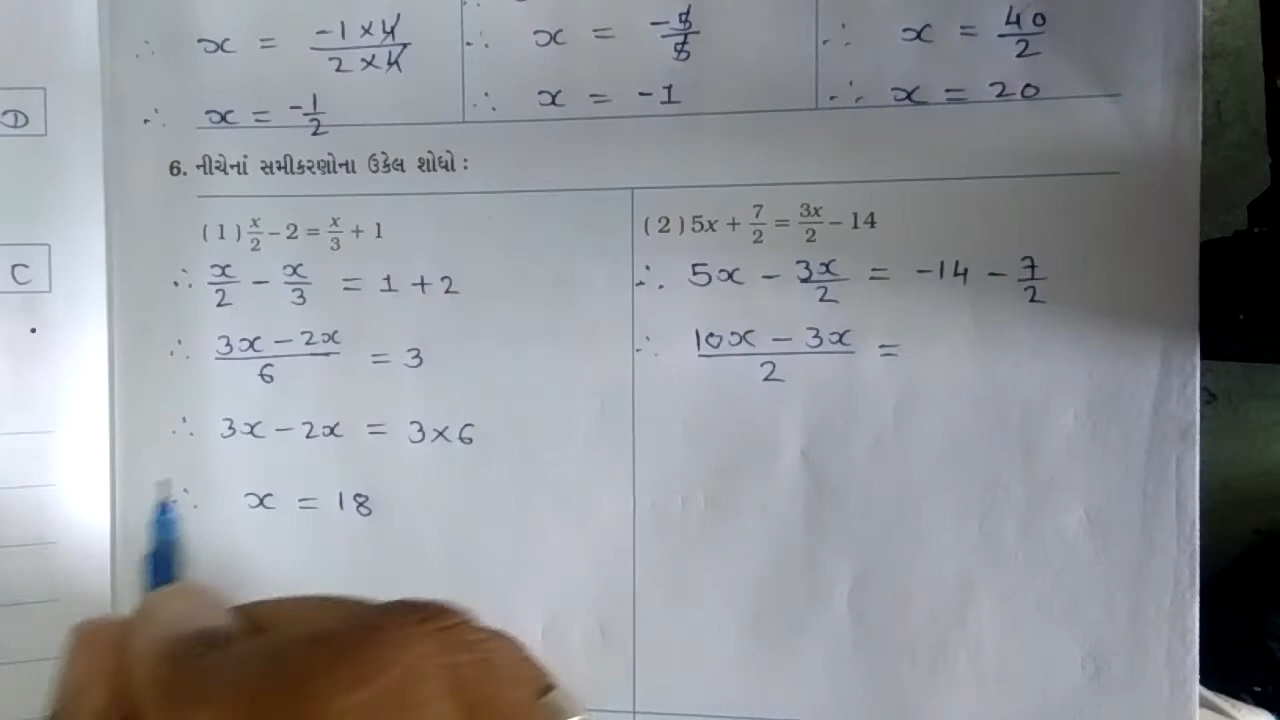 ∴ x = -1 × 4 / 2 × 4
∴ x = -1/2
∴ x = -5/5
∴ x = -1
∴ x = 40/2
∴ x = 20
D
C
6. નીચેનાં સમીકરણોના ઉકેલ શોધો :
(1) x/2 - 2 = x/3 + 1
∴ x/2 - x/3 = 1 + 2
∴ 3x - 2x / 6 = 3
∴ 3x - 2x = 3 × 6
∴ x = 18
(2) 5x + 7/2 = 3x/2 - 14
∴ 5x - 3x/2 = -14 - 7/2
∴ 10x - 3x / 2 =